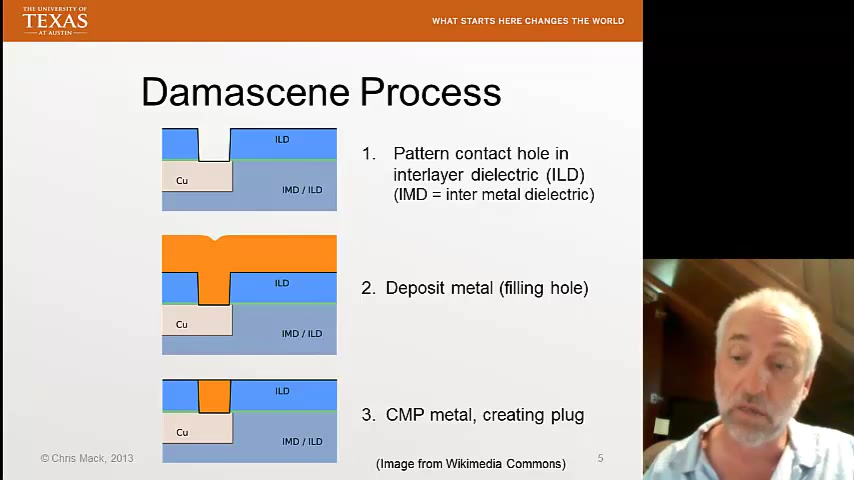 THE UNIVERSITY OF
TEXAS
AT AUSTIN
WHAT STARTS HERE CHANGES THE WORLD
Damascene Process
ILD
Cu
IMD / ILD
1. Pattern contact hole in
interlayer dielectric (ILD)
(IMD = inter metal dielectric)
ILD
Cu
IMD / ILD
2. Deposit metal (filling hole)
ILD
Cu
IMD / ILD
3. CMP metal, creating plug
© Chris Mack, 2013
(Image from Wikimedia Commons)
5